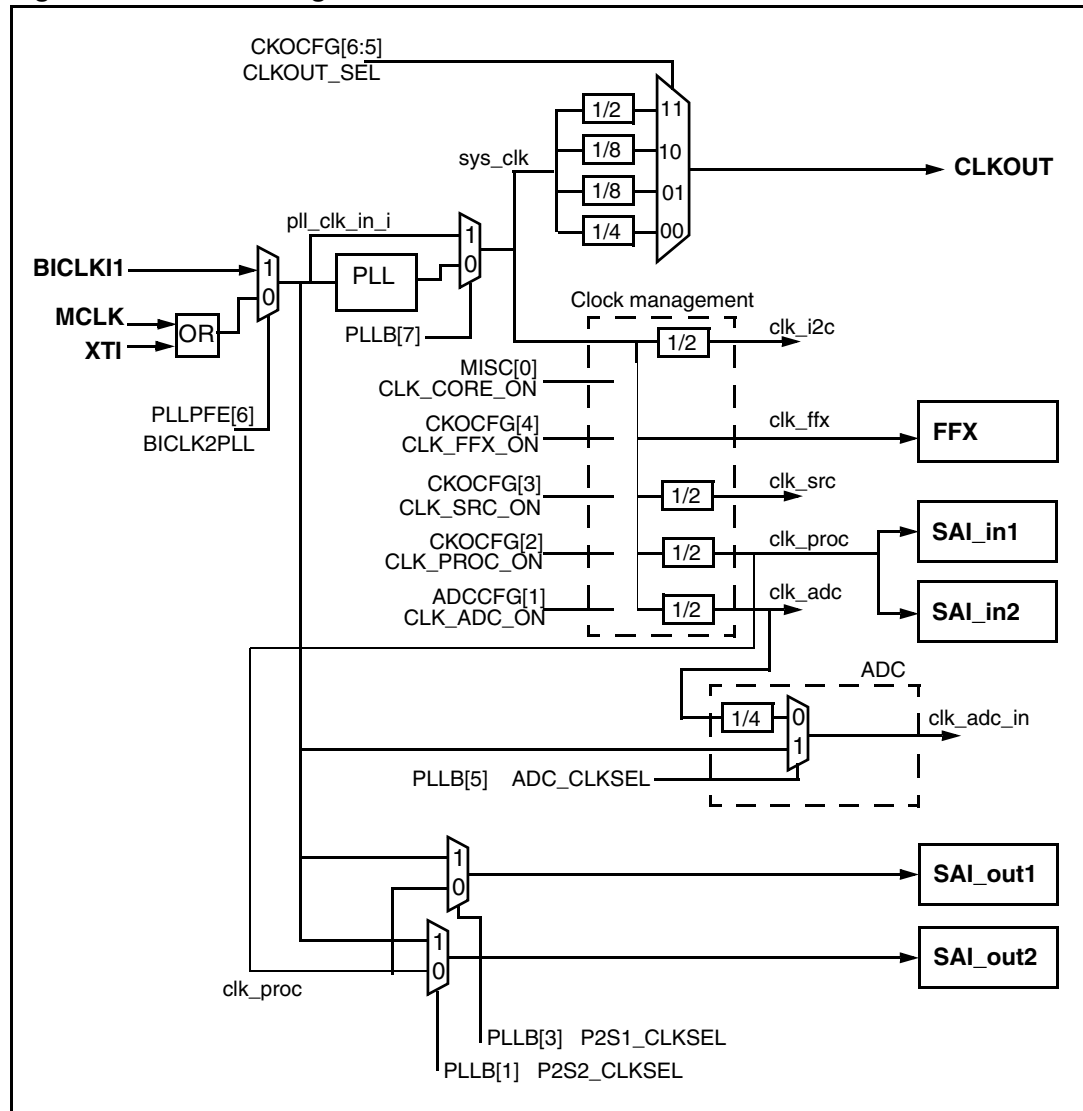 CKOCFG[6:5]
CLKOUT_SEL
1/2
11
1/8
10
sys_clk
CLKOUT
1/8
01
pll_clk_in_i
1/4
00
1
0
BICLKI1
1
0
PLL
MCLK
XTI
OR
Clock management
PLLB[7]
1/2
clk_i2c
MISC[0]
CLK_CORE_ON
PLLPFE[6]
BICLK2PLL
CKOCFG[4]
CLK_FFX_ON
clk_ffx
FFX
CKOCFG[3]
CLK_SRC_ON
1/2
clk_src
CKOCFG[2]
CLK_PROC_ON
1/2
clk_proc
SAI_in1
ADCCFG[1]
CLK_ADC_ON
1/2
clk_adc
SAI_in2
ADC
1/4
0
1
clk_adc_in
PLLB[5] ADC_CLKSEL
1
0
SAI_out1
1
0
SAI_out2
clk_proc
PLLB[3] P2S1_CLKSEL
PLLB[1] P2S2_CLKSEL